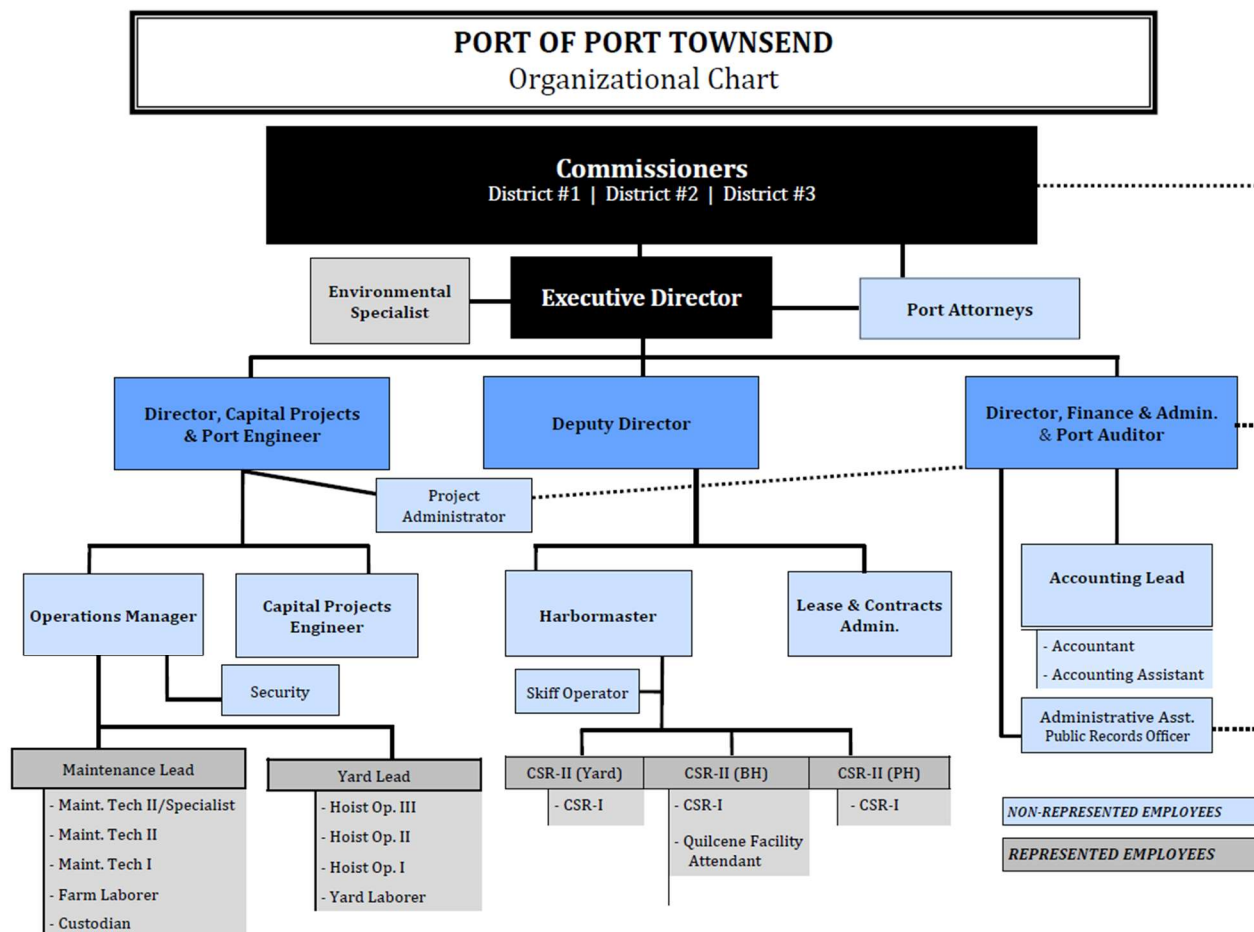 PORT OF PORT TOWNSEND
Organizational Chart
Commissioners
District #1 | District #2 | District #3
Environmental
Specialist
Executive Director
Port Attorneys
Director, Capital Projects
& Port Engineer
Deputy Director
Director, Finance & Admin.
& Port Auditor
Project
Administrator
Operations Manager
Capital Projects
Engineer
Harbormaster
Lease & Contracts
Admin.
Accounting Lead
- Accountant
- Accounting Assistant
Security
Skiff Operator
Administrative Asst.
Public Records Officer
Maintenance Lead
- Maint. Tech II/Specialist
- Maint. Tech II
- Maint. Tech I
- Farm Laborer
- Custodian
Yard Lead
- Hoist Op. III
- Hoist Op. II
- Hoist Op. I
- Yard Laborer
CSR-II (Yard)
- CSR-I
CSR-II (BH)
- CSR-I
- Quilcene Facility
Attendant
CSR-II (PH)
- CSR-I
NON-REPRESENTED EMPLOYEES
REPRESENTED EMPLOYEES